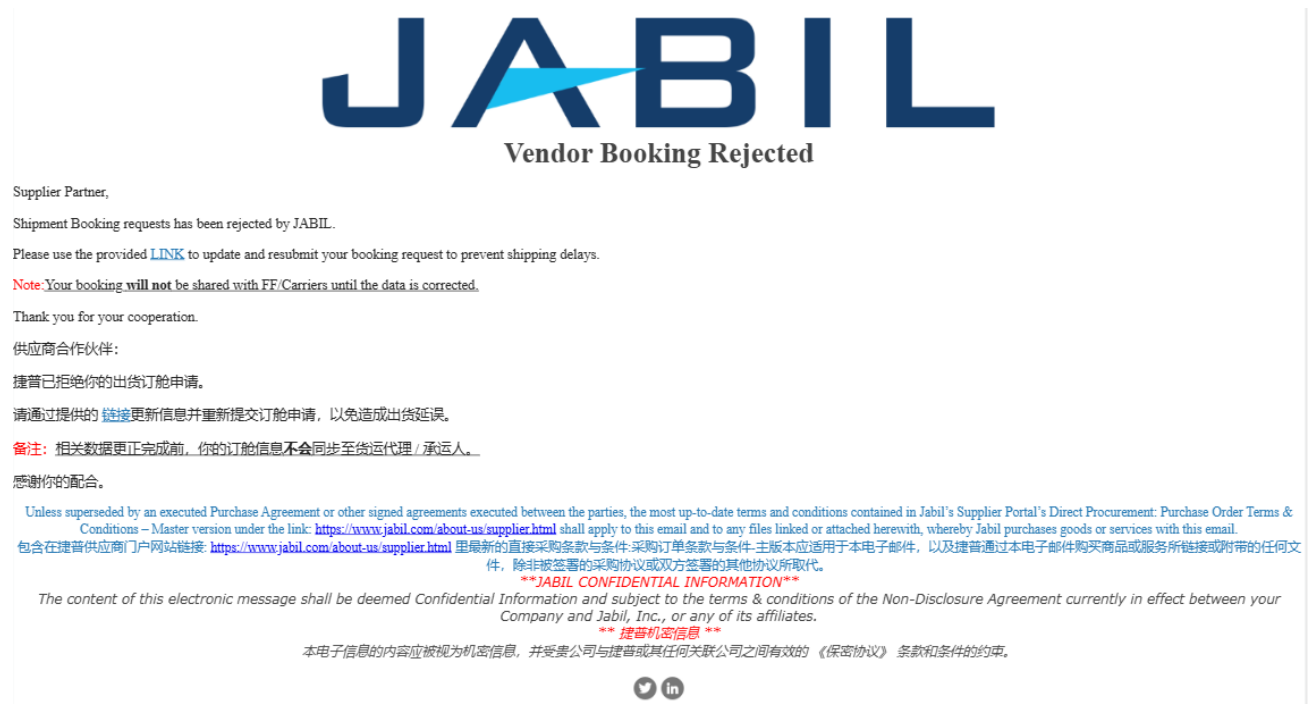 JABIL
Vendor Booking Rejected
Supplier Partner,
Shipment Booking requests has been rejected by JABIL.
Please use the provided LINK to update and resubmit your booking request to prevent shipping delays.
Note:Your booking will not be shared with FF/Carriers until the data is corrected.
Thank you for your cooperation.
供应商合作伙伴：
捷普已拒绝你的出货订舱申请。
请通过提供的 链接更新信息并重新提交订舱申请，以免造成出货延误。
备注：相关数据更正完成前，你的订舱信息不会同步至货运代理 / 承运人。
感谢你的配合。
Unless superseded by an executed Purchase Agreement or other signed agreements executed between the parties, the most up-to-date terms and conditions contained in Jabil's Supplier Portal's Direct Procurement: Purchase Order Terms &
Conditions – Master version under the link: https://www.jabil.com/about-us/supplier.html shall apply to this email and to any files linked or attached herewith, whereby Jabil purchases goods or services with this email.
包含在捷普供应商门户网站链接: https://www.jabil.com/about-us/supplier.html 里最新的直接采购条款与条件:采购订单条款与条件-主版本应适用于本电子邮件，以及捷普通过本电子邮件购买商品或服务所链接或附带的任何文
件，除非被签署的采购协议或双方签署的其他协议所取代。
**JABIL CONFIDENTIAL INFORMATION**
The content of this electronic message shall be deemed Confidential Information and subject to the terms & conditions of the Non-Disclosure Agreement currently in effect between your
Company and Jabil, Inc., or any of its affiliates.
** 捷普机密信息 **
本电子信息的内容应被视为机密信息，并受贵公司与捷普或其任何关联公司之间有效的 《保密协议》 条款和条件的约束。
in